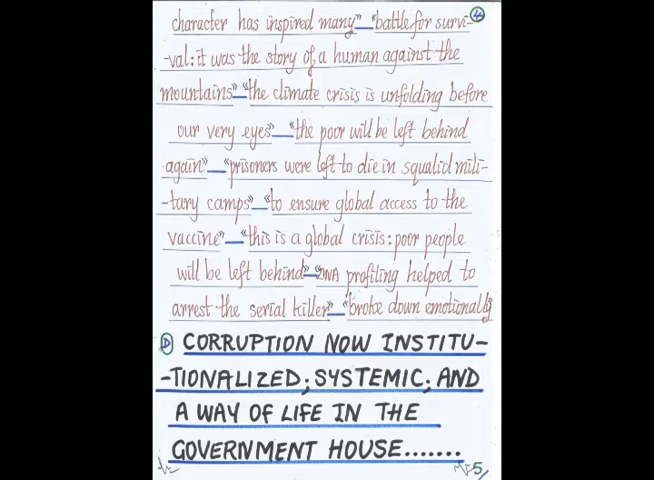 character has inspired many"_"battle for survi- 4
-val: it was the story of a human against the
mountains"_"the climate crisis is unfolding before
our very eyes"_"the poor will be left behind
again"_"prisoners were left to die in squalid mili-
-tary camps"_"to ensure global access to the
vaccine"_"this is a global crisis: poor people
will be left behind"_"DNA profiling helped to
arrest the serial killer"_"broke down emotionally
D CORRUPTION NOW INSTITU-
-TIONALIZED; SYSTEMIC; AND
A WAY OF LIFE IN THE
GOVERNMENT HOUSE.......
5/